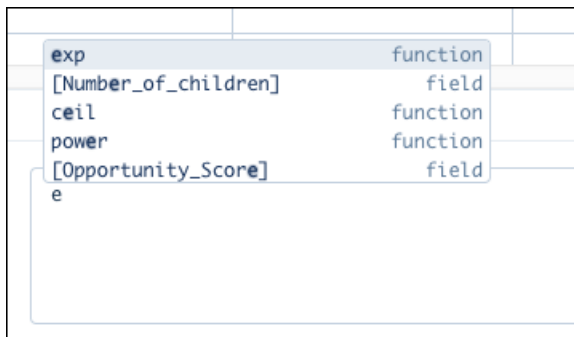 exp function
[Number_of_children] field
ceil function
power function
[Opportunity_Score] field
e